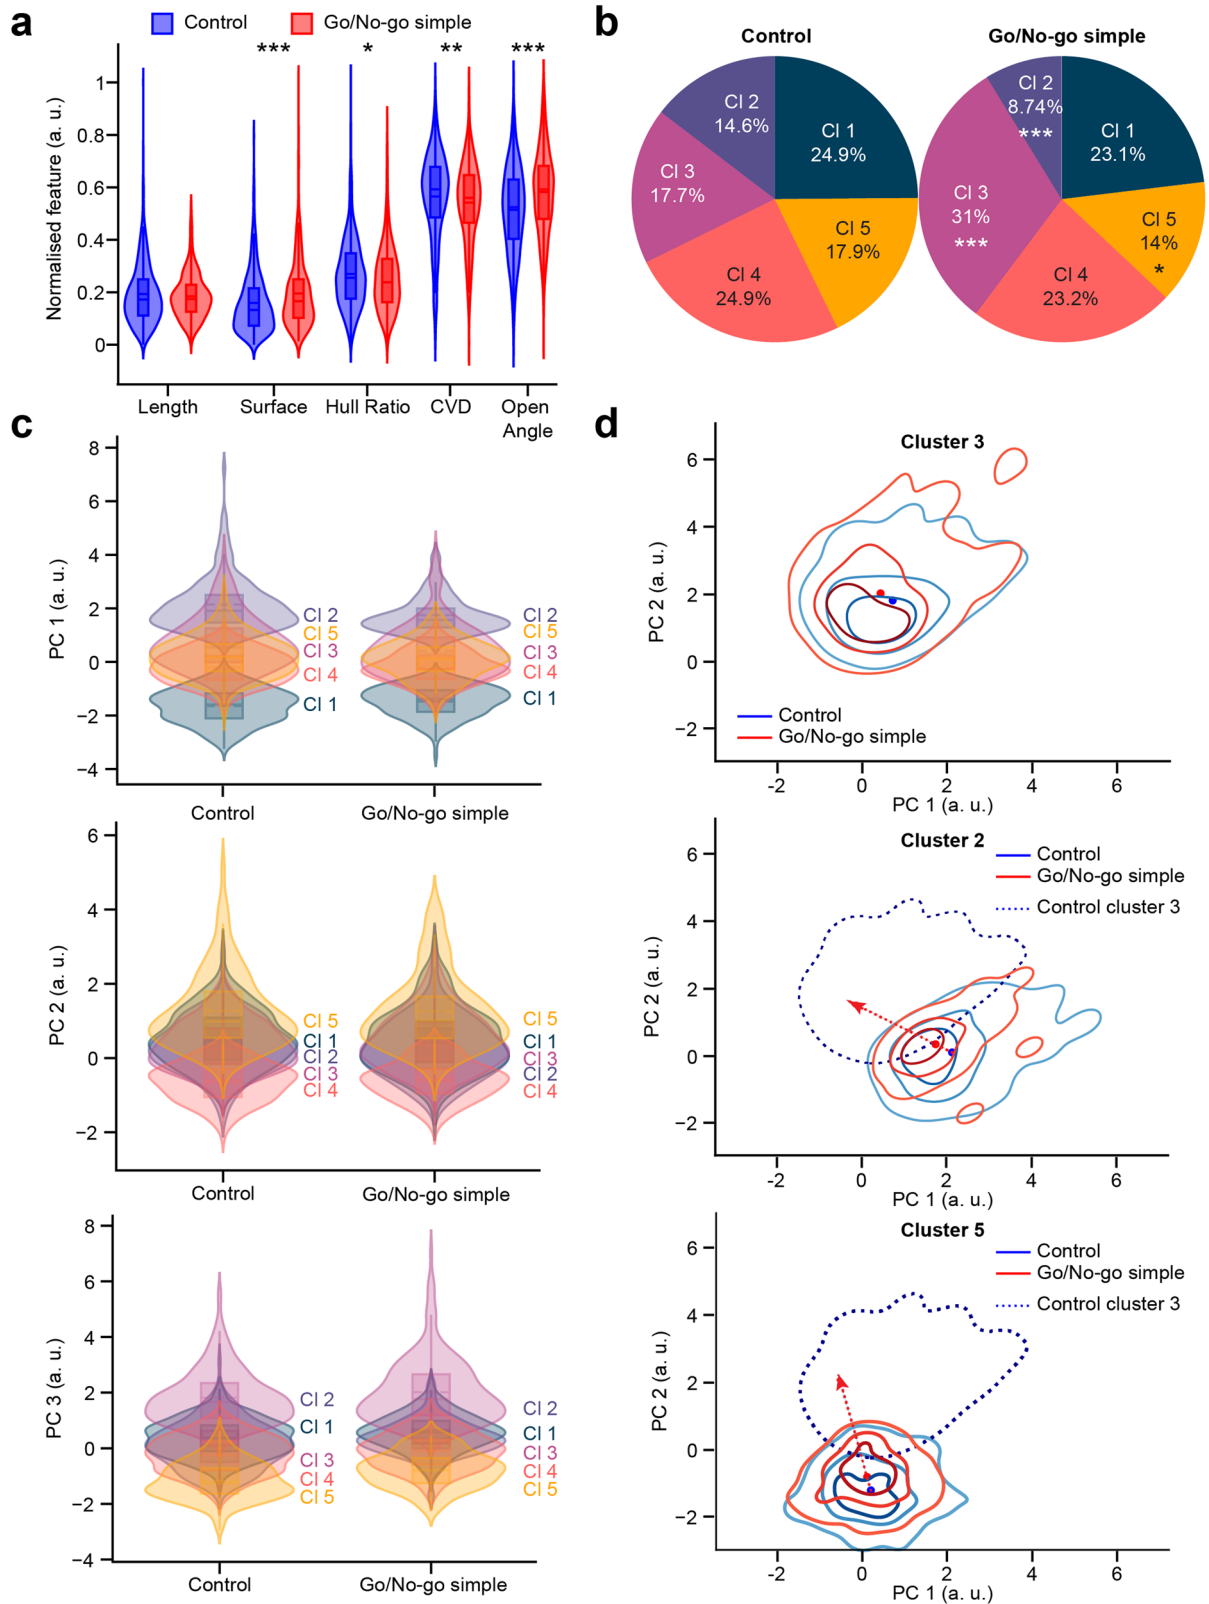 a
Control
Go/No-go simple
***
*
**
***
Normalised feature (a. u.)
1
0.8
0.6
0.4
0.2
0
Length
Surface
Hull Ratio
CVD
Open
Angle
b
Control
Cl 2
14.6%
Cl 1
24.9%
Cl 3
17.7%
Cl 5
17.9%
Cl 4
24.9%
Go/No-go simple
Cl 2
8.74%
***
Cl 1
23.1%
Cl 3
31%
***
Cl 5
14%
*
Cl 4
23.2%
c
PC 1 (a. u.)
8
6
4
2
0
−2
−4
Cl 2
Cl 5
Cl 3
Cl 4
Cl 1
Cl 2
Cl 5
Cl 3
Cl 4
Cl 1
Control
Go/No-go simple
PC 2 (a. u.)
6
4
2
0
−2
Cl 5
Cl 1
Cl 2
Cl 3
Cl 4
Cl 5
Cl 1
Cl 3
Cl 2
Cl 4
Control
Go/No-go simple
PC 3 (a. u.)
8
6
4
2
0
−2
−4
Cl 2
Cl 1
Cl 3
Cl 4
Cl 5
Cl 2
Cl 1
Cl 3
Cl 4
Cl 5
Control
Go/No-go simple
d
Cluster 3
PC 2 (a. u.)
6
4
2
0
−2
Control
Go/No-go simple
-2
0
2
4
6
PC 1 (a. u.)
Cluster 2
Control
Go/No-go simple
Control cluster 3
PC 2 (a. u.)
6
4
2
0
−2
-2
0
2
4
6
PC 1 (a. u.)
Cluster 5
Control
Go/No-go simple
Control cluster 3
PC 2 (a. u.)
6
4
2
0
−2
-2
0
2
4
6
PC 1 (a. u.)